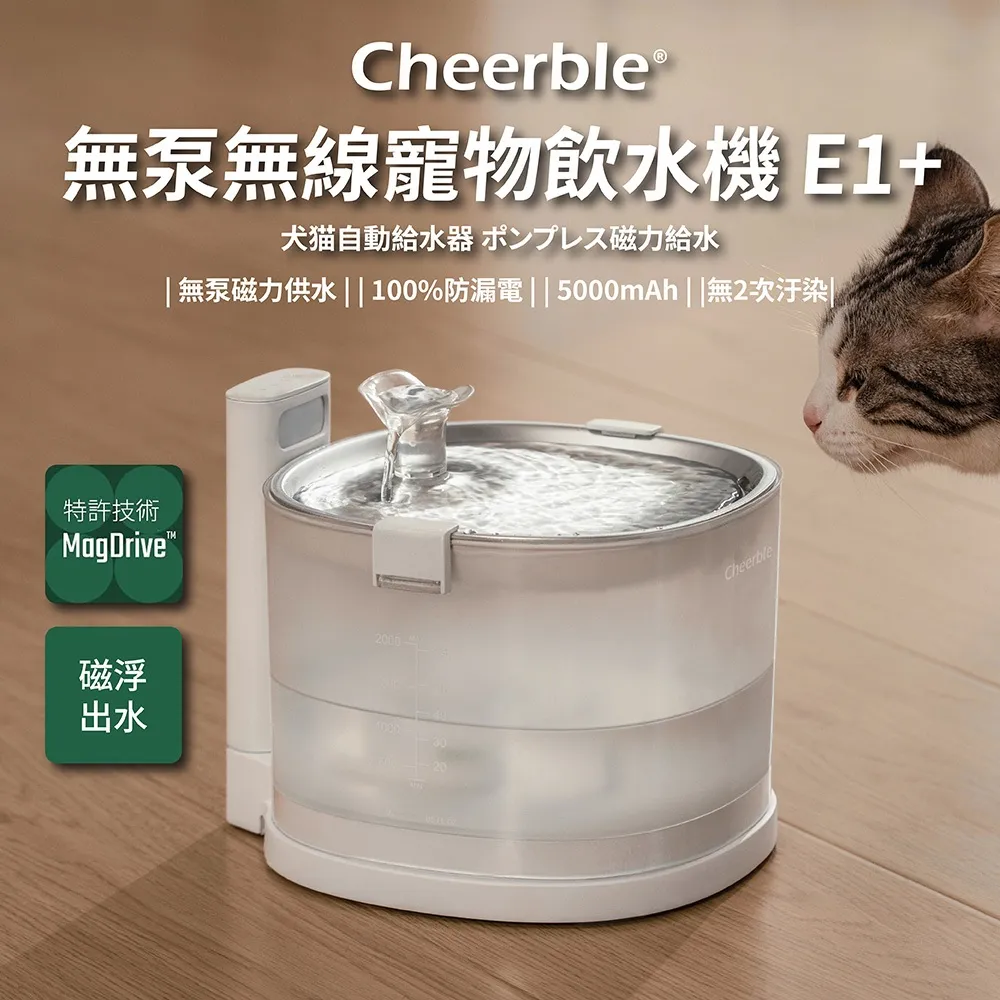 Cheerble®
無泵無線寵物飲水機 E1+
犬猫自動給水器 ポンプレス磁力給水
| 無泵磁力供水 | | 100%防漏電 | | 5000mAh | |無2次汙染|
特許技術
MagDrive™
磁浮
出水
Cheerble
2000